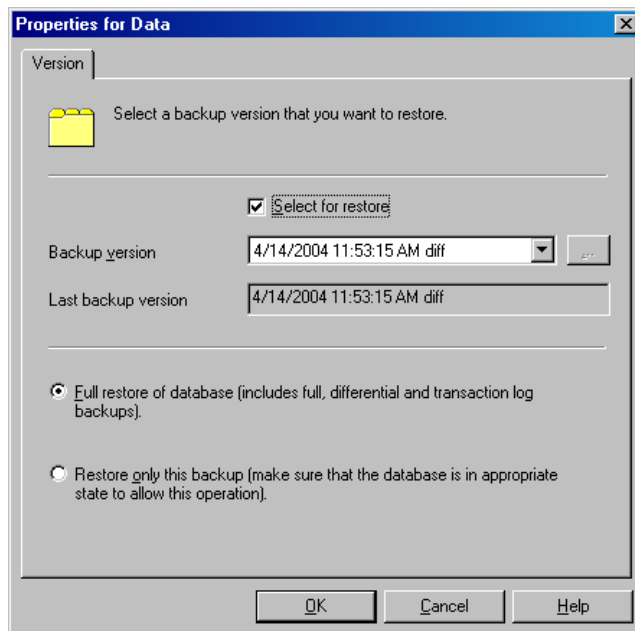 Properties for Data
Version
Select a backup version that you want to restore.
Select for restore
Backup version
4/14/2004 11:53:15 AM diff
...
Last backup version
4/14/2004 11:53:15 AM diff
Full restore of database (includes full, differential and transaction log
backups).
Restore only this backup (make sure that the database is in appropriate
state to allow this operation).
OK
Cancel
Help